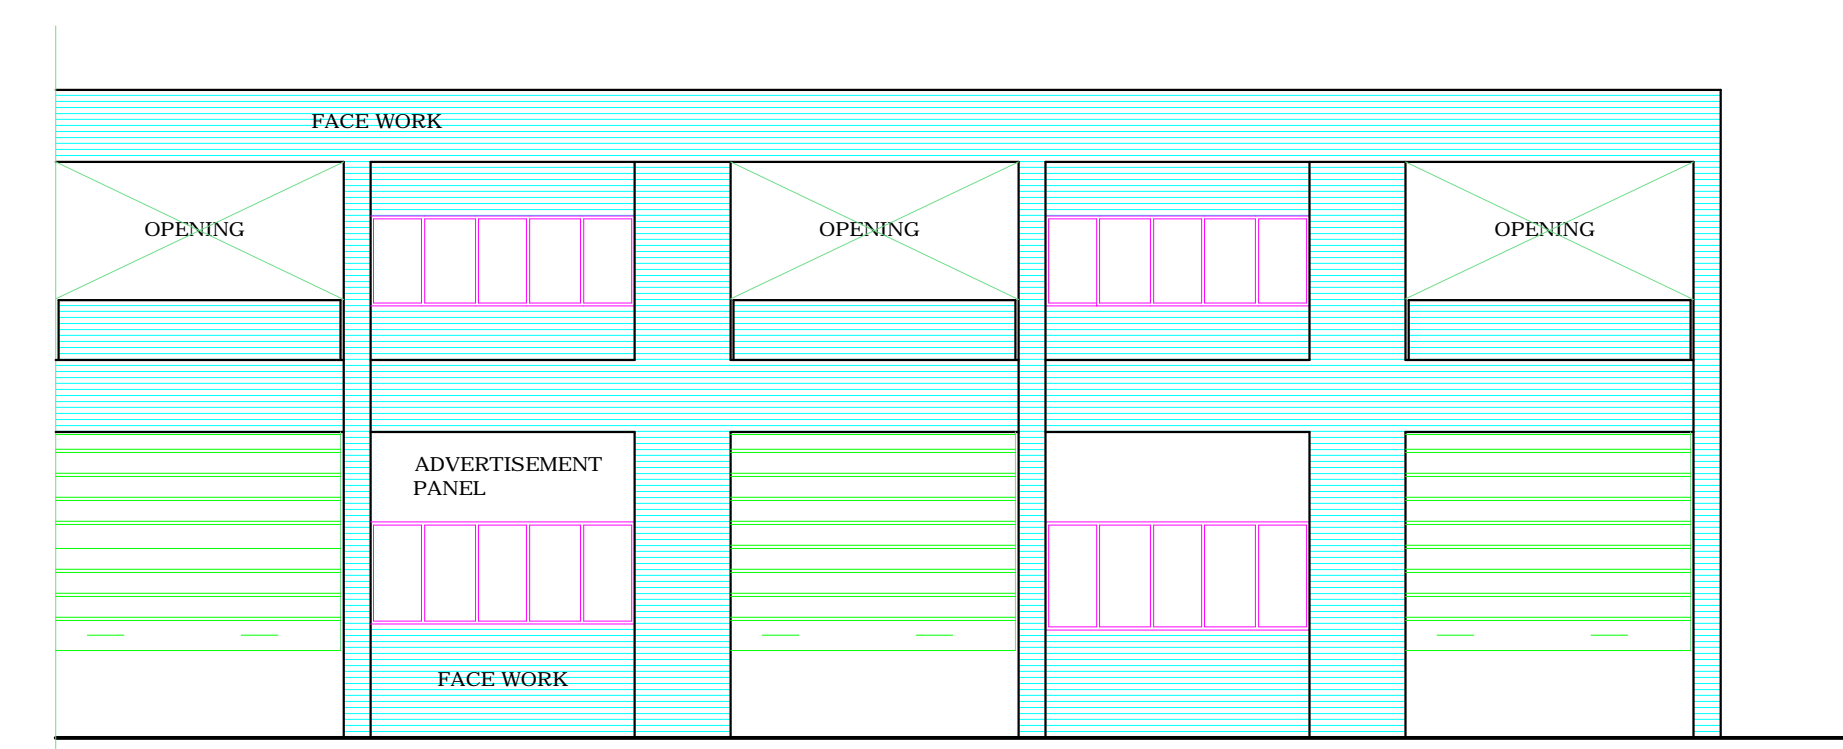 FACE WORK
OPENING
OPENING
OPENING
ADVERTISEMENT
PANEL
FACE WORK